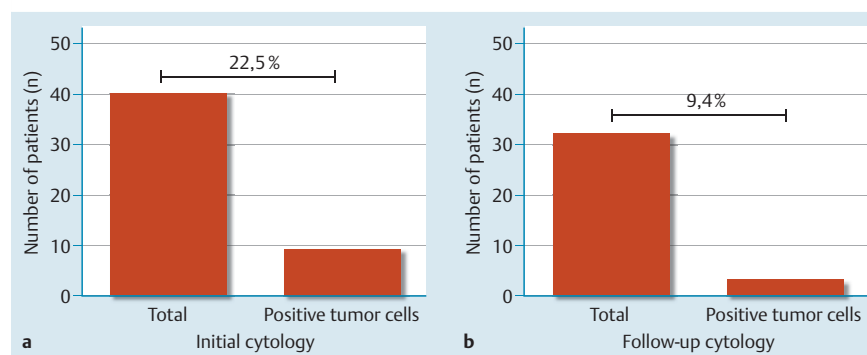 Number of patients (n)
50
40
30
20
10
0
22,5%
Total
Positive tumor cells
a
Initial cytology
Number of patients (n)
50
40
30
20
10
0
9,4%
Total
Positive tumor cells
b
Follow-up cytology